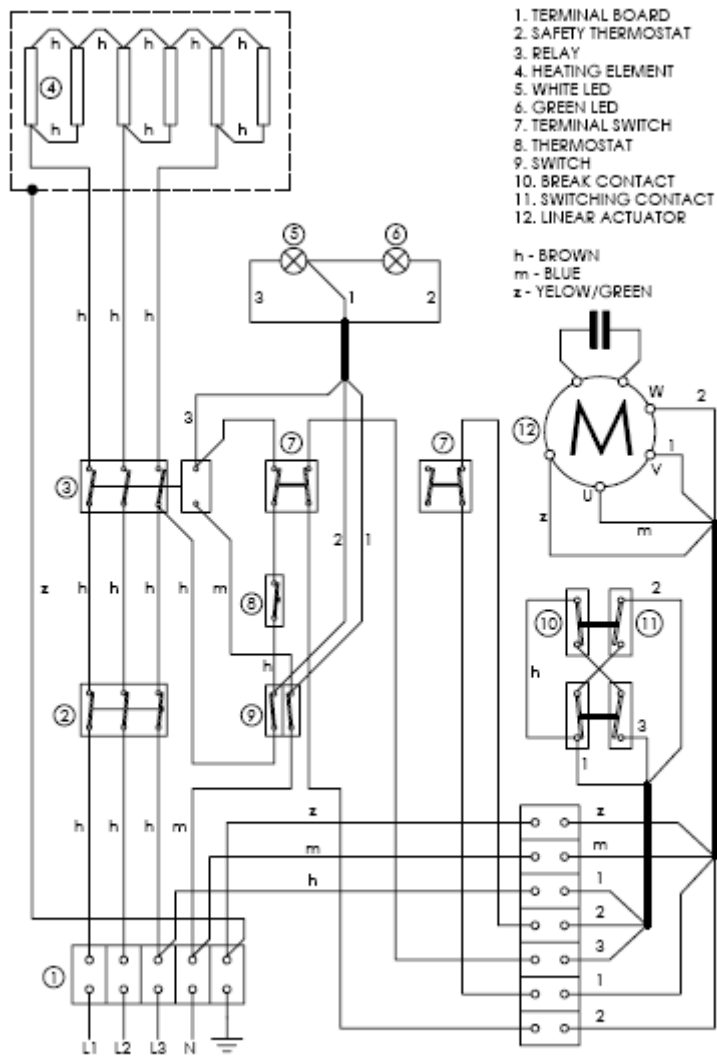 1. TERMINAL BOARD
2. SAFETY THERMOSTAT
3. RELAY
4. HEATING ELEMENT
5. WHITE LED
6. GREEN LED
7. TERMINAL SWITCH
8. THERMOSTAT
9. SWITCH
10. BREAK CONTACT
11. SWITCHING CONTACT
12. LINEAR ACTUATOR
h - BROWN
m - BLUE
z - YELOW/GREEN
h h h h h
4
h h h
5 6
3 1 2
h h h
W 2
12 M 1
V
U
z m
3
7 7
3
2 1
z h h h h m
8
10 11 2
h
h
2 9
3
1
h h h m
z z
m m
h 1
2
3
1
2
1
L1 L2 L3 N